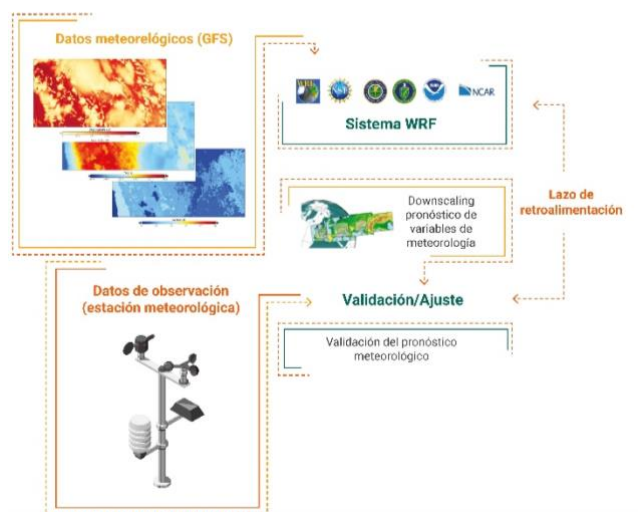 Datos meteorelógicos (GFS)
NSF
NCAR
Sistema WRF
Downscaling
pronóstico de
variables de
meteorología
Lazo de
retroalimentación
Datos de observación
(estación meteorológica)
Validación/Ajuste
Validación del pronóstico
meteorológico